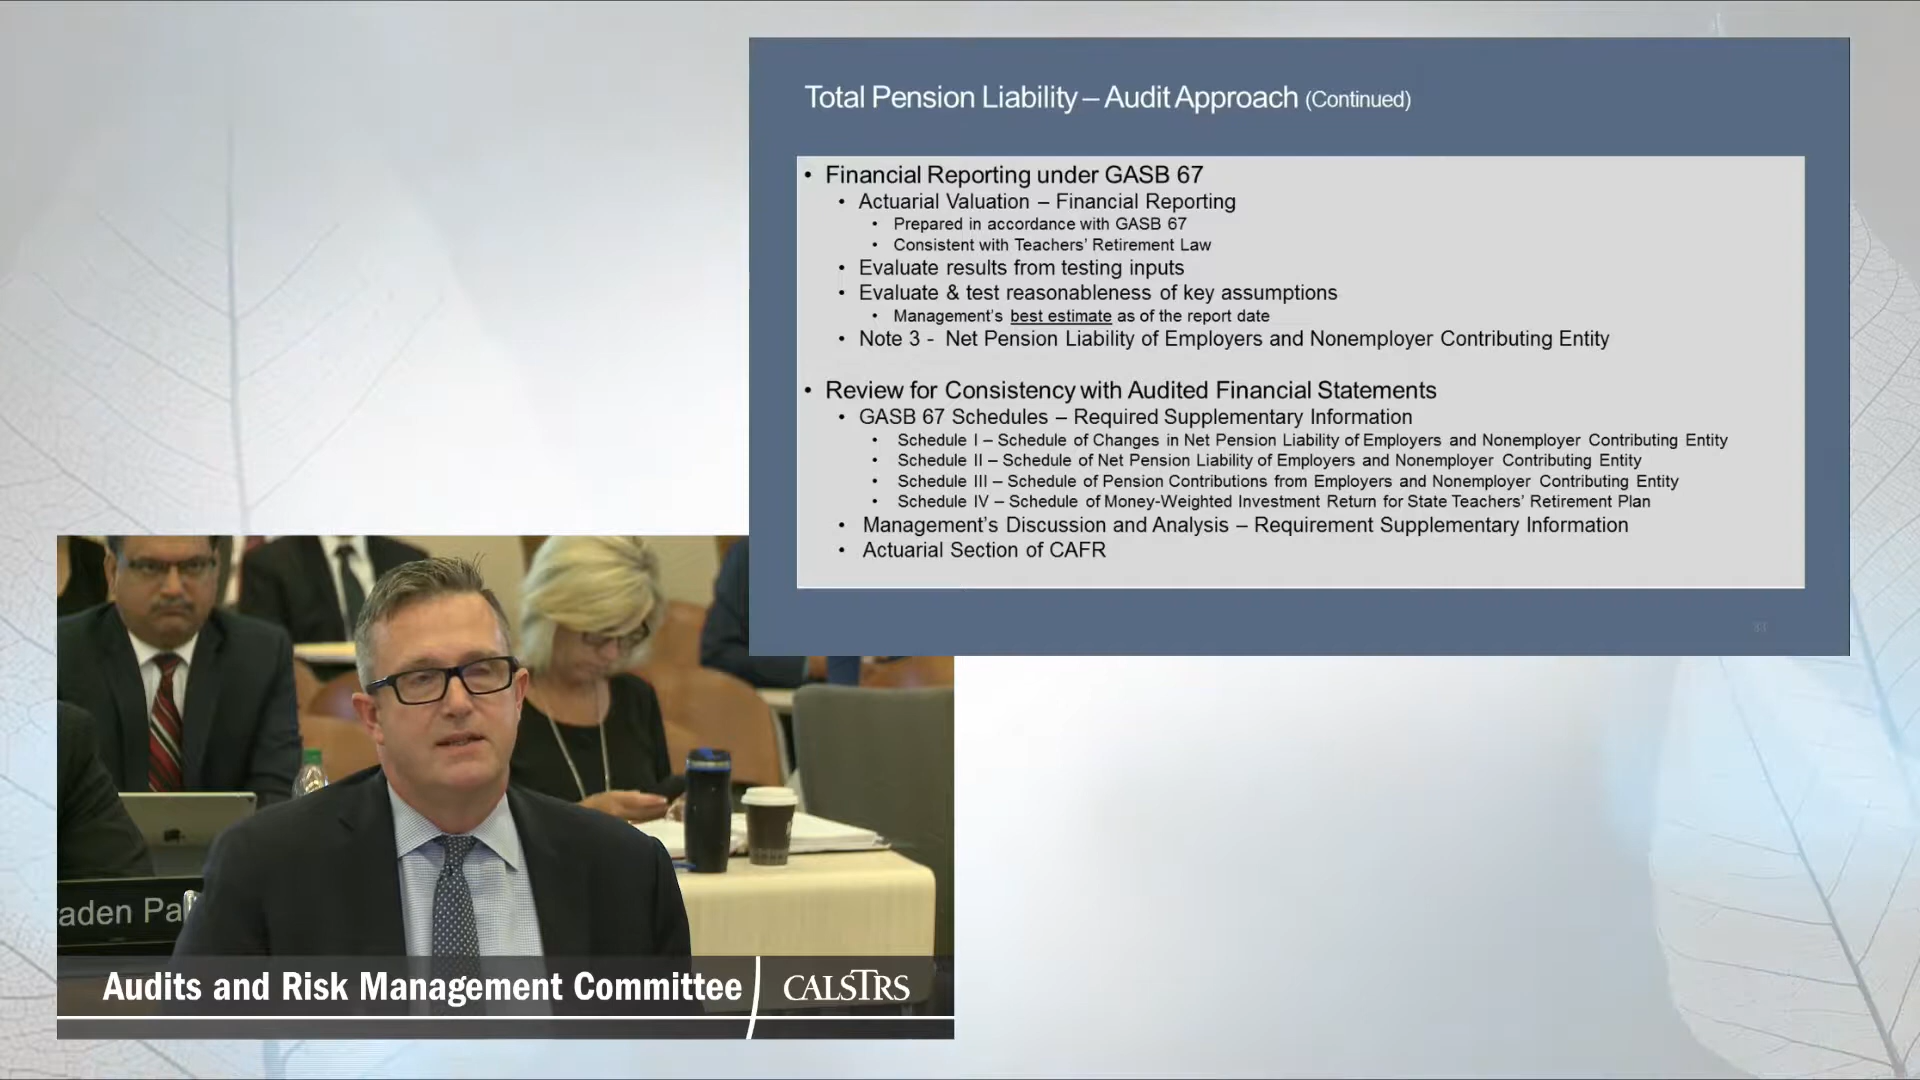 Total Pension Liability – Audit Approach (Continued)
• Financial Reporting under GASB 67
• Actuarial Valuation – Financial Reporting
• Prepared in accordance with GASB 67
• Consistent with Teachers' Retirement Law
• Evaluate results from testing inputs
• Evaluate & test reasonableness of key assumptions
• Management's best estimate as of the report date
• Note 3 - Net Pension Liability of Employers and Nonemployer Contributing Entity
• Review for Consistency with Audited Financial Statements
• GASB 67 Schedules – Required Supplementary Information
• Schedule I – Schedule of Changes in Net Pension Liability of Employers and Nonemployer Contributing Entity
• Schedule II – Schedule of Net Pension Liability of Employers and Nonemployer Contributing Entity
• Schedule III – Schedule of Pension Contributions from Employers and Nonemployer Contributing Entity
• Schedule IV – Schedule of Money-Weighted Investment Return for State Teachers' Retirement Plan
• Management's Discussion and Analysis – Requirement Supplementary Information
• Actuarial Section of CAFR
33
aden Pa
Audits and Risk Management Committee
CALSTRS